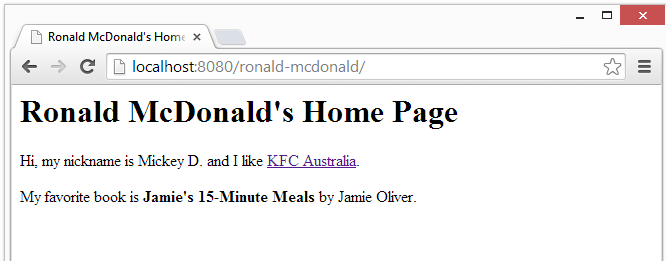 Ronald McDonald's Home
localhost:8080/ronald-mcdonald/
Ronald McDonald's Home Page
Hi, my nickname is Mickey D. and I like KFC Australia.
My favorite book is Jamie's 15-Minute Meals by Jamie Oliver.